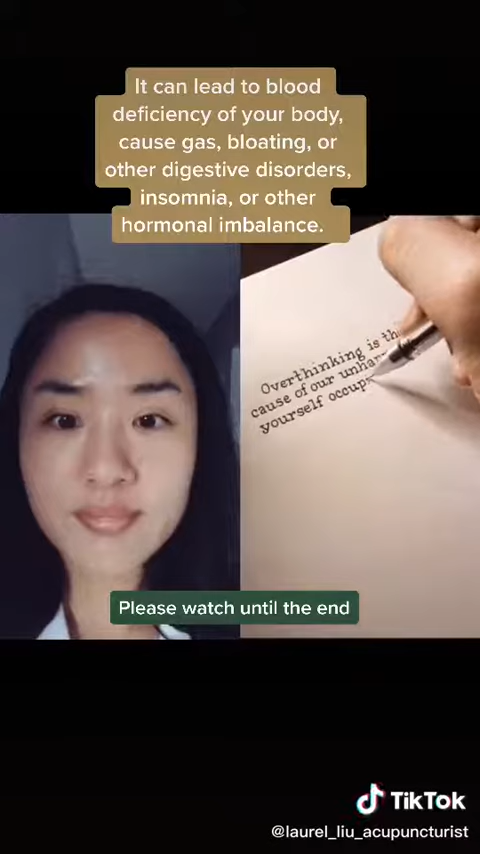 It can lead to blood
deficiency of your body,
cause gas, bloating, or
other digestive disorders,
insomnia, or other
hormonal imbalance.
Overthinking is
cause of our
yourself
Please watch until the end
TikTok
@laurel_liu_acupuncturist